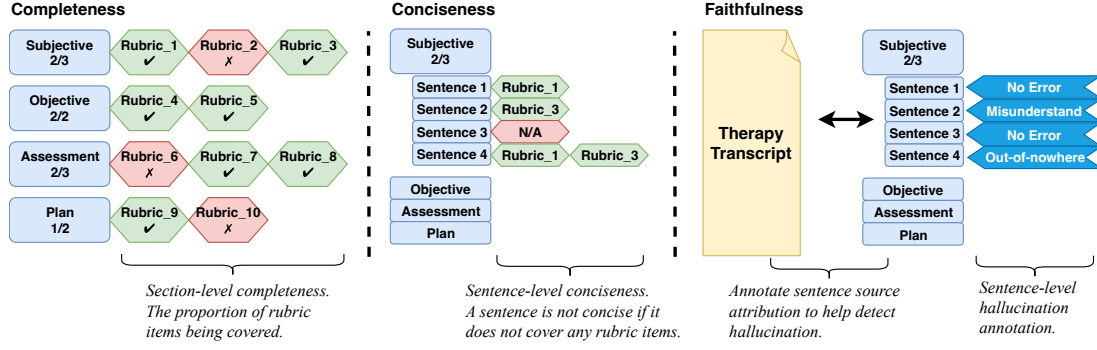 Completeness
Subjective
2/3
Rubric_1
✓
Rubric_2
✗
Rubric_3
✓
Objective
2/2
Rubric_4
✓
Rubric_5
✓
Assessment
2/3
Rubric_6
✗
Rubric_7
✓
Rubric_8
✓
Plan
1/2
Rubric_9
✓
Rubric_10
✗
Section-level completeness.
The proportion of rubric
items being covered.
Conciseness
Subjective
2/3
Sentence 1
Rubric_1
Sentence 2
Rubric_3
Sentence 3
N/A
Sentence 4
Rubric_1
Rubric_3
Objective
Assessment
Plan
Sentence-level conciseness.
A sentence is not concise if it
does not cover any rubric items.
Faithfulness
Therapy
Transcript
Subjective
2/3
Sentence 1
No Error
Sentence 2
Misunderstand
Sentence 3
No Error
Sentence 4
Out-of-nowhere
Objective
Assessment
Plan
Annotate sentence source
attribution to help detect
hallucination.
Sentence-level
hallucination
annotation.